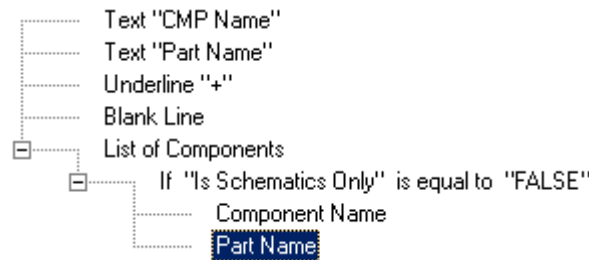 Text "CMP Name"
Text "Part Name"
Underline "+"
Blank Line
List of Components
If "Is Schematics Only" is equal to "FALSE"
Component Name
Part Name